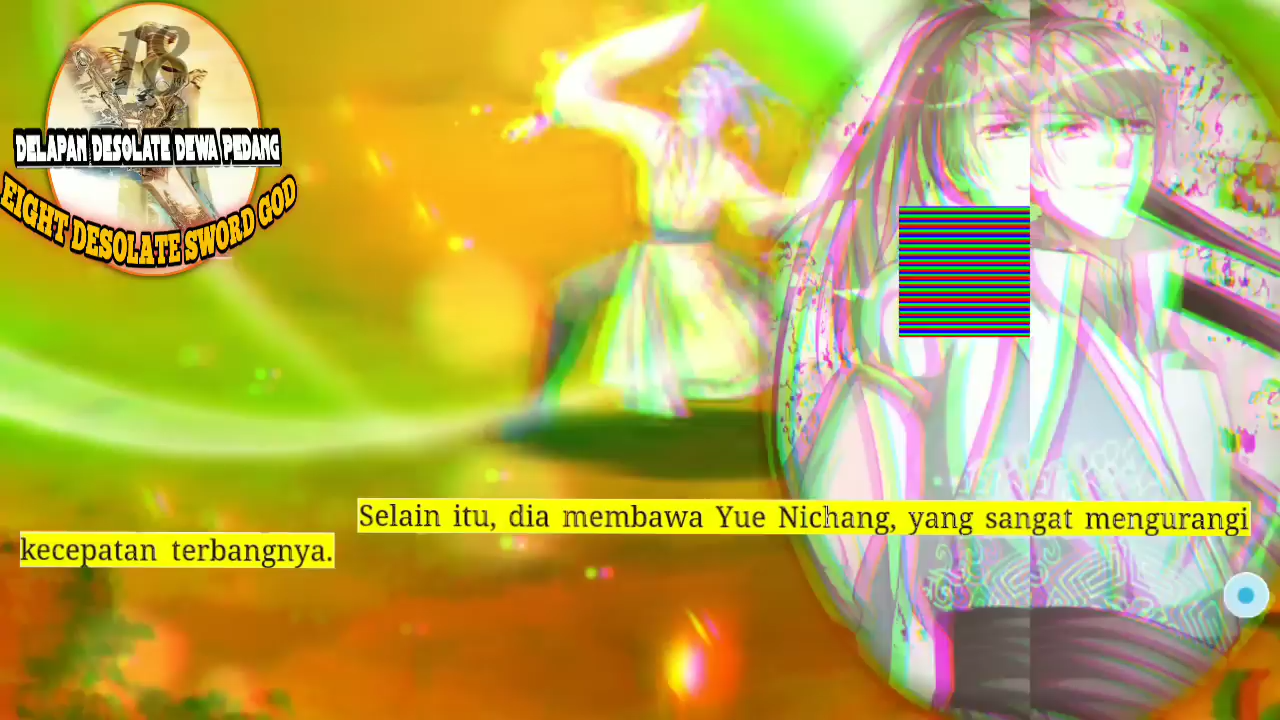 18
DELAPAN DESOLATE DEWA PEDANG
EIGHT DESOLATE SWORD GOD
Selain itu, dia membawa Yue Nichang, yang sangat mengurangi
kecepatan terbangnya.